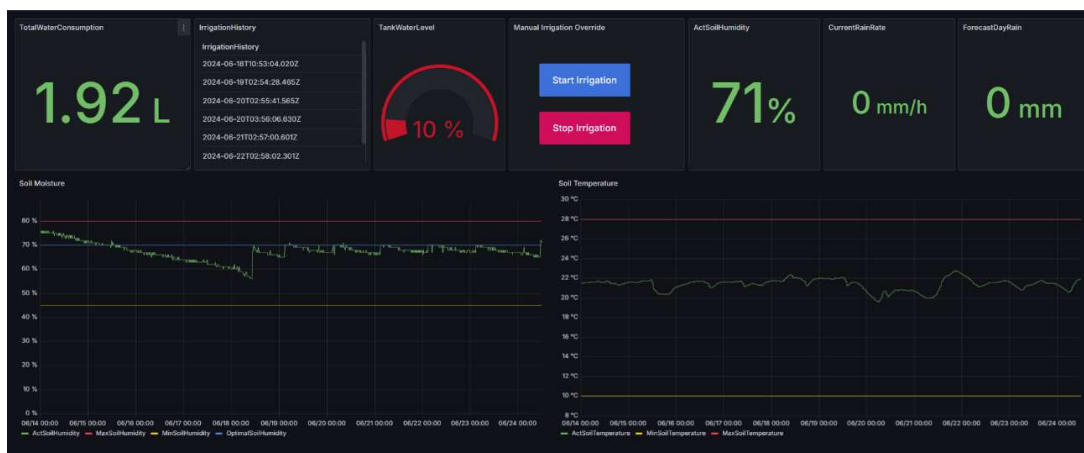 TotalWaterConsumption
1.92 L
IrrigationHistory
IrrigationHistory
2024-06-18T10:53:04.020Z
2024-06-19T02:54:28.465Z
2024-06-20T02:55:41.565Z
2024-06-20T03:56:06.630Z
2024-06-21T02:57:00.601Z
2024-06-22T02:58:02.301Z
TankWaterLevel
10 %
Manual Irrigation Override
Start Irrigation
Stop Irrigation
ActSoilHumidity
71%
CurrentRainRate
0 mm/h
ForecastDayRain
0 mm
Soil Moisture
80 %
70 %
60 %
50 %
40 %
30 %
20 %
10 %
0 %
06/14 00:00 06/15 00:00 06/16 00:00 06/17 00:00 06/18 00:00 06/19 00:00 06/20 00:00 06/21 00:00 06/22 00:00 06/23 00:00 06/24 00:00
ActSoilHumidity MaxSoilHumidity MinSoilHumidity OptimalSoilHumidity
Soil Temperature
30 °C
28 °C
26 °C
24 °C
22 °C
20 °C
18 °C
16 °C
14 °C
12 °C
10 °C
8 °C
06/14 00:00 06/15 00:00 06/16 00:00 06/17 00:00 06/18 00:00 06/19 00:00 06/20 00:00 06/21 00:00 06/22 00:00 06/23 00:00 06/24 00:00
ActSoilTemperature MinSoilTemperature MaxSoilTemperature